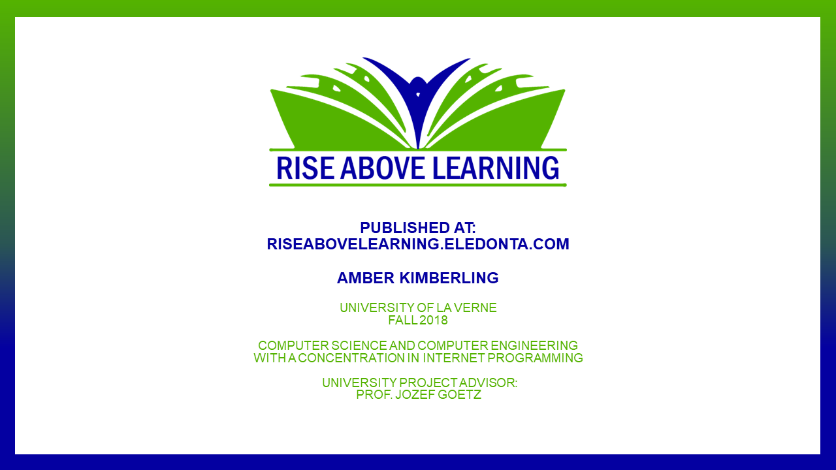 RISE ABOVE LEARNING
PUBLISHED AT:
RISEABOVELEARNING.ELEDONTA.COM
AMBER KIMBERLING
UNIVERSITY OF LA VERNE
FALL 2018
COMPUTER SCIENCE AND COMPUTER ENGINEERING
WITH A CONCENTRATION IN INTERNET PROGRAMMING
UNIVERSITY PROJECT ADVISOR:
PROF. JOZEF GOETZ